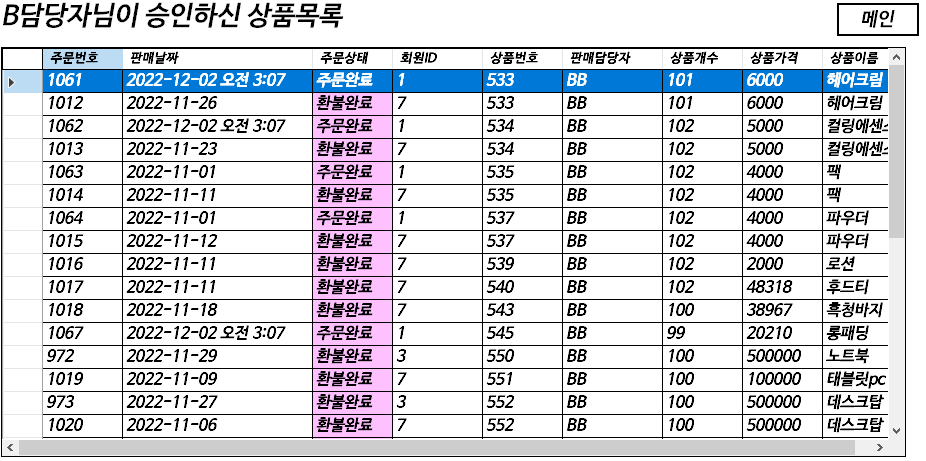 B담당자님이 승인하신 상품목록
메인
주문번호 판매날짜 주문상태 회원ID 상품번호 판매담당자 상품개수 상품가격 상품이름
1061 2022-12-02 오전 3:07 주문완료 1 533 BB 101 6000 헤어크림
1012 2022-11-26 환불완료 7 533 BB 101 6000 헤어크림
1062 2022-12-02 오전 3:07 주문완료 1 534 BB 102 5000 컬링에센스
1013 2022-11-23 환불완료 7 534 BB 102 5000 컬링에센스
1063 2022-11-01 주문완료 1 535 BB 102 4000 팩
1014 2022-11-11 환불완료 7 535 BB 102 4000 팩
1064 2022-11-01 주문완료 1 537 BB 102 4000 파우더
1015 2022-11-12 환불완료 7 537 BB 102 4000 파우더
1016 2022-11-11 환불완료 7 539 BB 102 2000 로션
1017 2022-11-11 환불완료 7 540 BB 102 48318 후드티
1018 2022-11-18 환불완료 7 543 BB 100 38967 흑청바지
1067 2022-12-02 오전 3:07 주문완료 1 545 BB 99 20210 롱패딩
972 2022-11-29 환불완료 3 550 BB 100 500000 노트북
1019 2022-11-09 환불완료 7 551 BB 100 100000 태블릿pc
973 2022-11-27 환불완료 3 552 BB 100 500000 데스크탑
1020 2022-11-06 환불완료 7 552 BB 100 500000 데스크탑